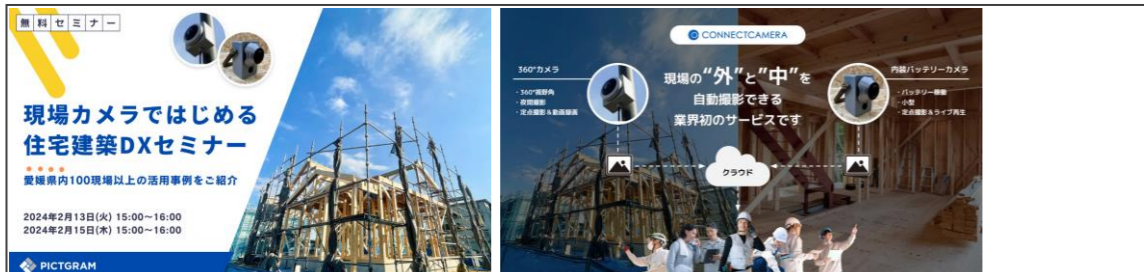 無料セミナー
現場カメラではじめる
住宅建築DXセミナー
愛媛県内100現場以上の活用事例をご紹介
2024年2月13日(火) 15:00〜16:00
2024年2月15日(木) 15:00〜16:00
PICTGRAM
CONNECTCAMERA
360°カメラ
・360°視野角
・夜間撮影
・定点撮影&動画録画
現場の"外"と"中"を
自動撮影できる
業界初のサービスです
内装バッテリーカメラ
・バッテリー稼働
・小型
・定点撮影&ライブ再生
クラウド